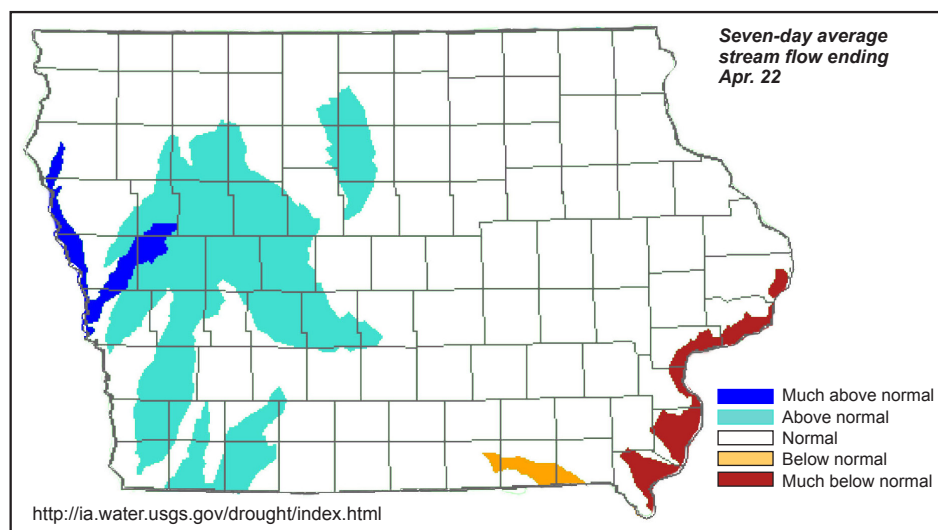 Seven-day average
stream flow ending
Apr. 22
Much above normal
Above normal
Normal
Below normal
Much below normal
http://ia.water.usgs.gov/drought/index.html